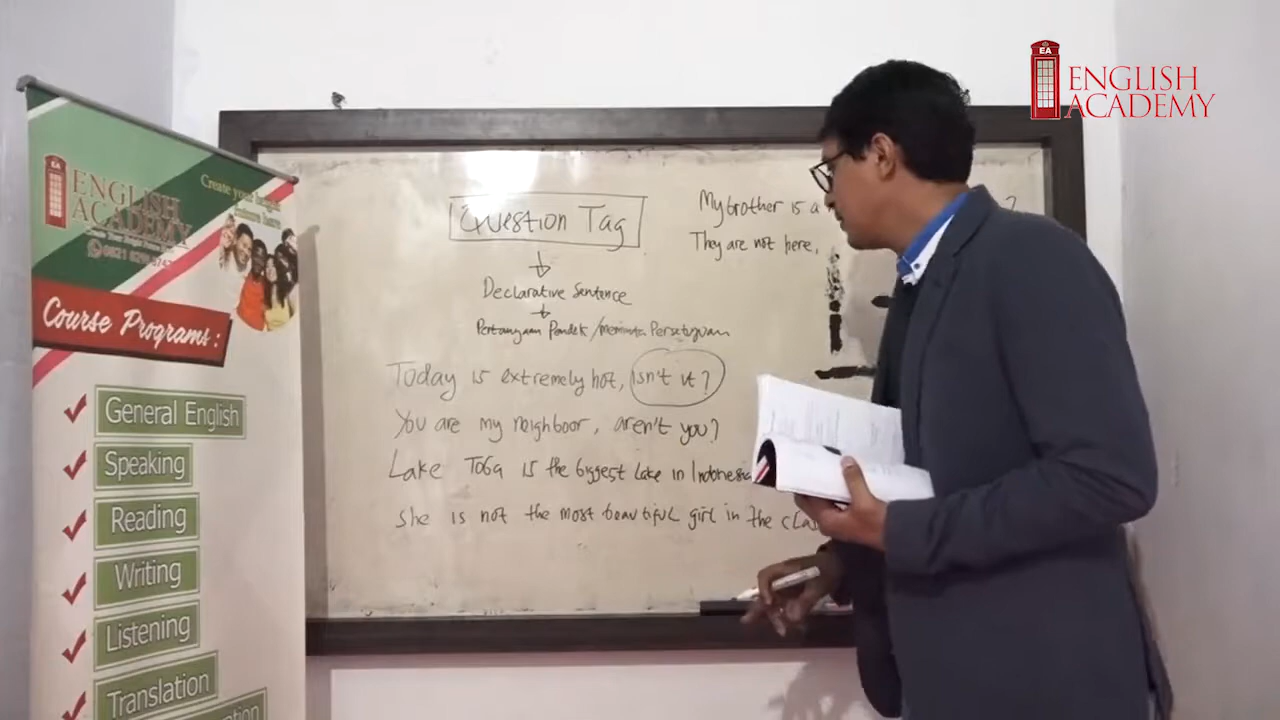 EA
ENGLISH
ACADEMY
EA
ENGLISH
ACADEMY
Create your
Course Programs :
General English
Speaking
Reading
Writing
Listening
Translation
Question Tag
Declarative Sentence
Pertanyaan Pendek / Meminta Persetujuan
Today is extremely hot, isn't it?
You are my neighboor, aren't you?
Lake Toba is the biggest Lake in Indonesia
She is not the most beautiful girl in the
My brother is a
?
They are not here,